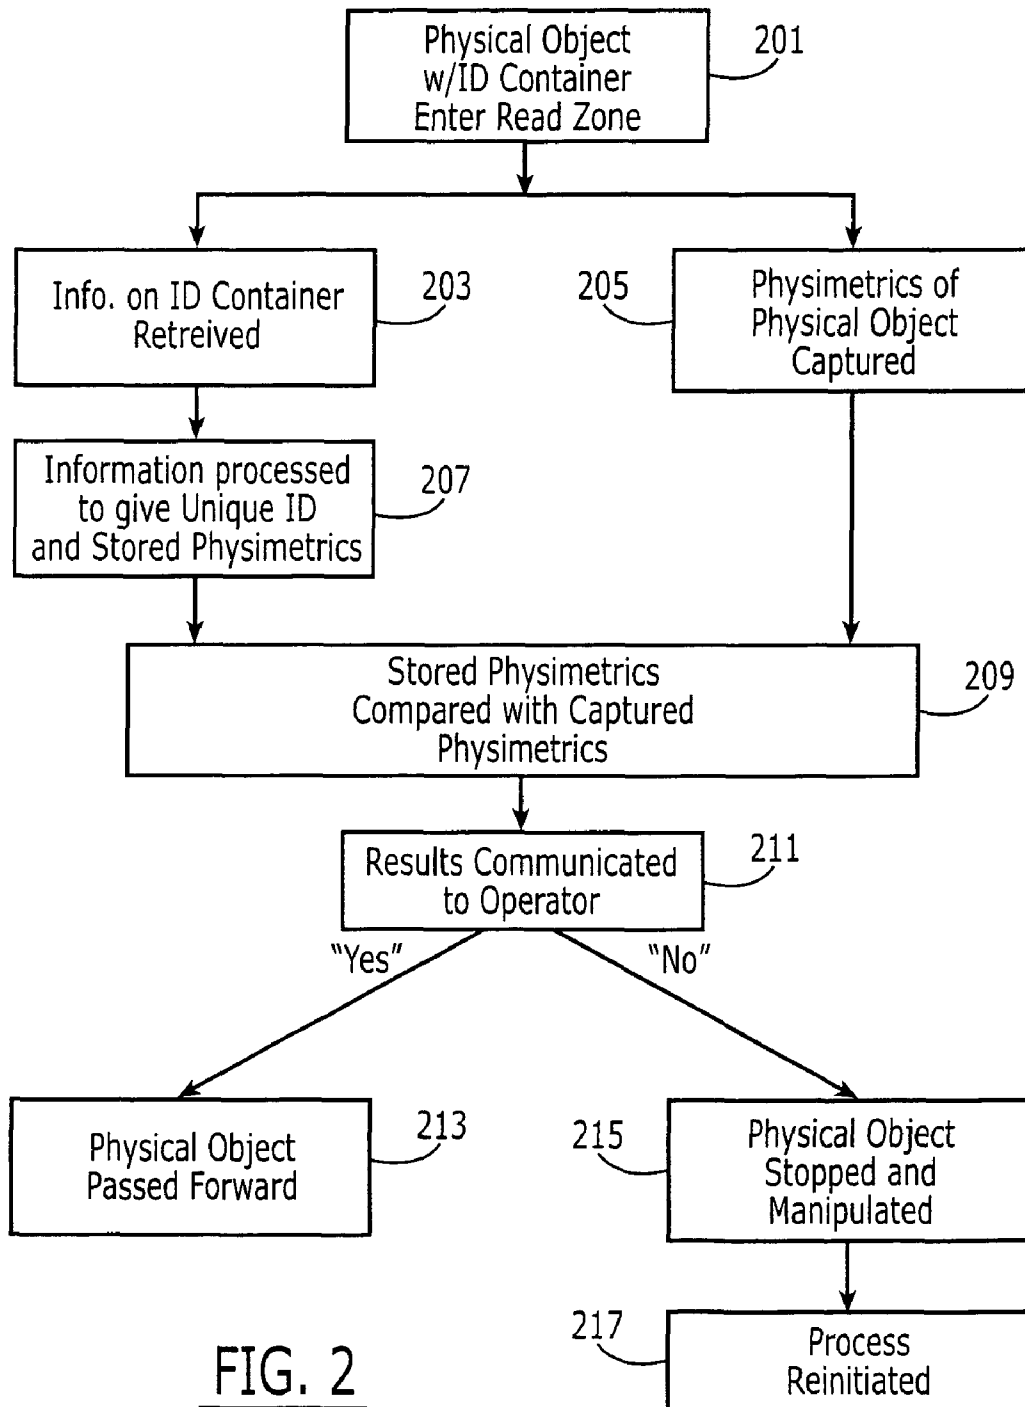 Physical Object
w/ID Container
Enter Read Zone
201
Info. on ID Container
Retreived
203
205
Physimetrics of
Physical Object
Captured
Information processed
to give Unique ID
and Stored Physimetrics
207
Stored Physimetrics
Compared with Captured
Physimetrics
209
Results Communicated
to Operator
211
"Yes"
"No"
Physical Object
Passed Forward
213
215
Physical Object
Stopped and
Manipulated
217
Process
Reinitiated
FIG. 2